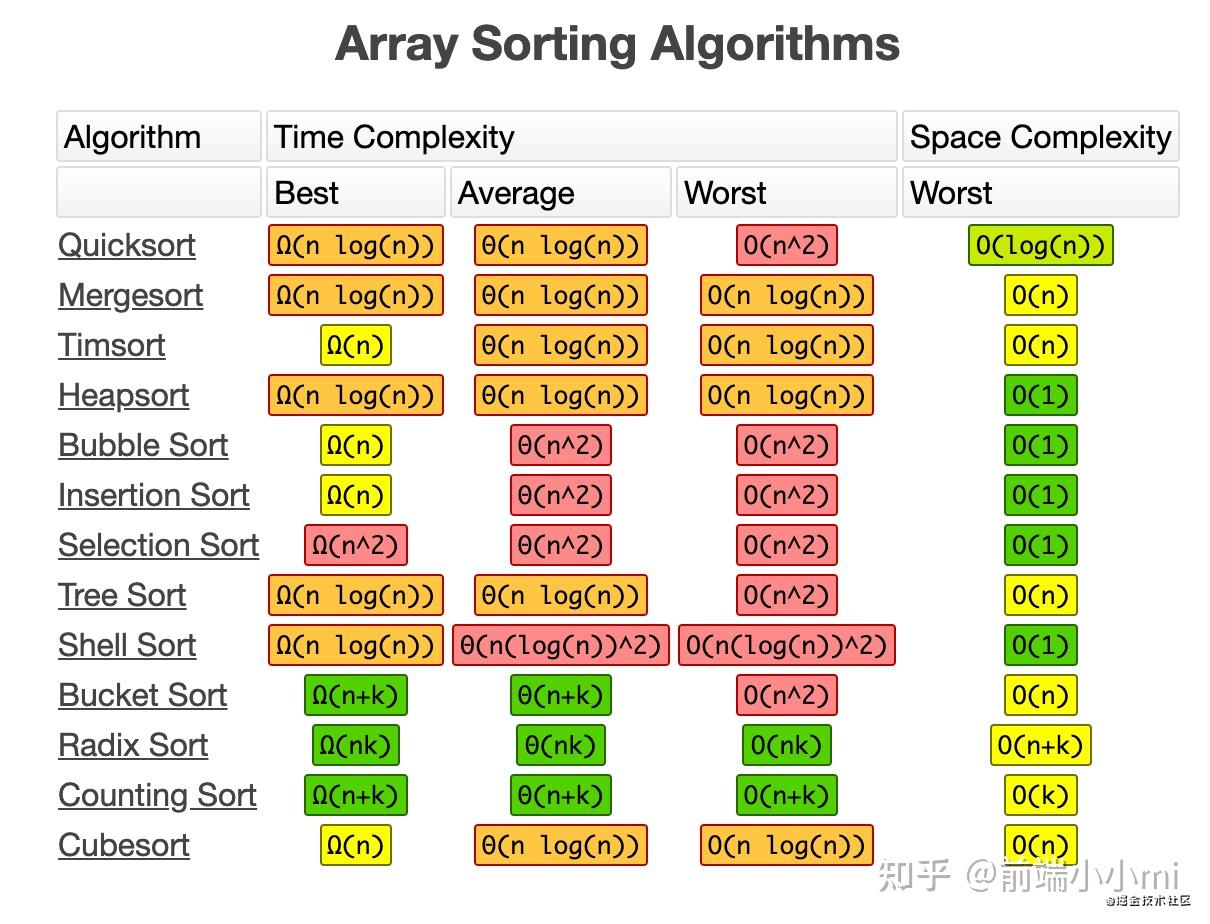 Array Sorting Algorithms
Algorithm Time Complexity Space Complexity
Best Average Worst Worst
Quicksort Ω(n log(n)) Θ(n log(n)) O(n^2) O(log(n))
Mergesort Ω(n log(n)) Θ(n log(n)) O(n log(n)) O(n)
Timsort Ω(n) Θ(n log(n)) O(n log(n)) O(n)
Heapsort Ω(n log(n)) Θ(n log(n)) O(n log(n)) O(1)
Bubble Sort Ω(n) Θ(n^2) O(n^2) O(1)
Insertion Sort Ω(n) Θ(n^2) O(n^2) O(1)
Selection Sort Ω(n^2) Θ(n^2) O(n^2) O(1)
Tree Sort Ω(n log(n)) Θ(n log(n)) O(n^2) O(n)
Shell Sort Ω(n log(n)) Θ(n(log(n))^2) O(n(log(n))^2) O(1)
Bucket Sort Ω(n+k) Θ(n+k) O(n^2) O(n)
Radix Sort Ω(nk) Θ(nk) O(nk) O(n+k)
Counting Sort Ω(n+k) Θ(n+k) O(n+k) O(k)
Cubesort Ω(n) Θ(n log(n)) O(n log(n)) O(n)
知乎 @前端小小mi
@掘金技术社区